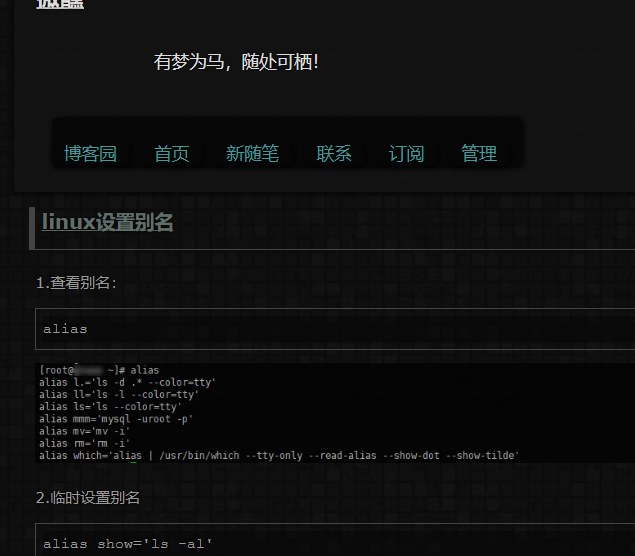 有梦为马，随处可栖！
博客园 首页 新随笔 联系 订阅 管理
linux设置别名
1.查看别名：
alias
[root@ ~]# alias
alias l.='ls -d .* --color=tty'
alias ll='ls -l --color=tty'
alias ls='ls --color=tty'
alias mmm='mysql -uroot -p'
alias mv='mv -i'
alias rm='rm -i'
alias which='alias | /usr/bin/which --tty-only --read-alias --show-dot --show-tilde'
2.临时设置别名
alias show='ls -al'